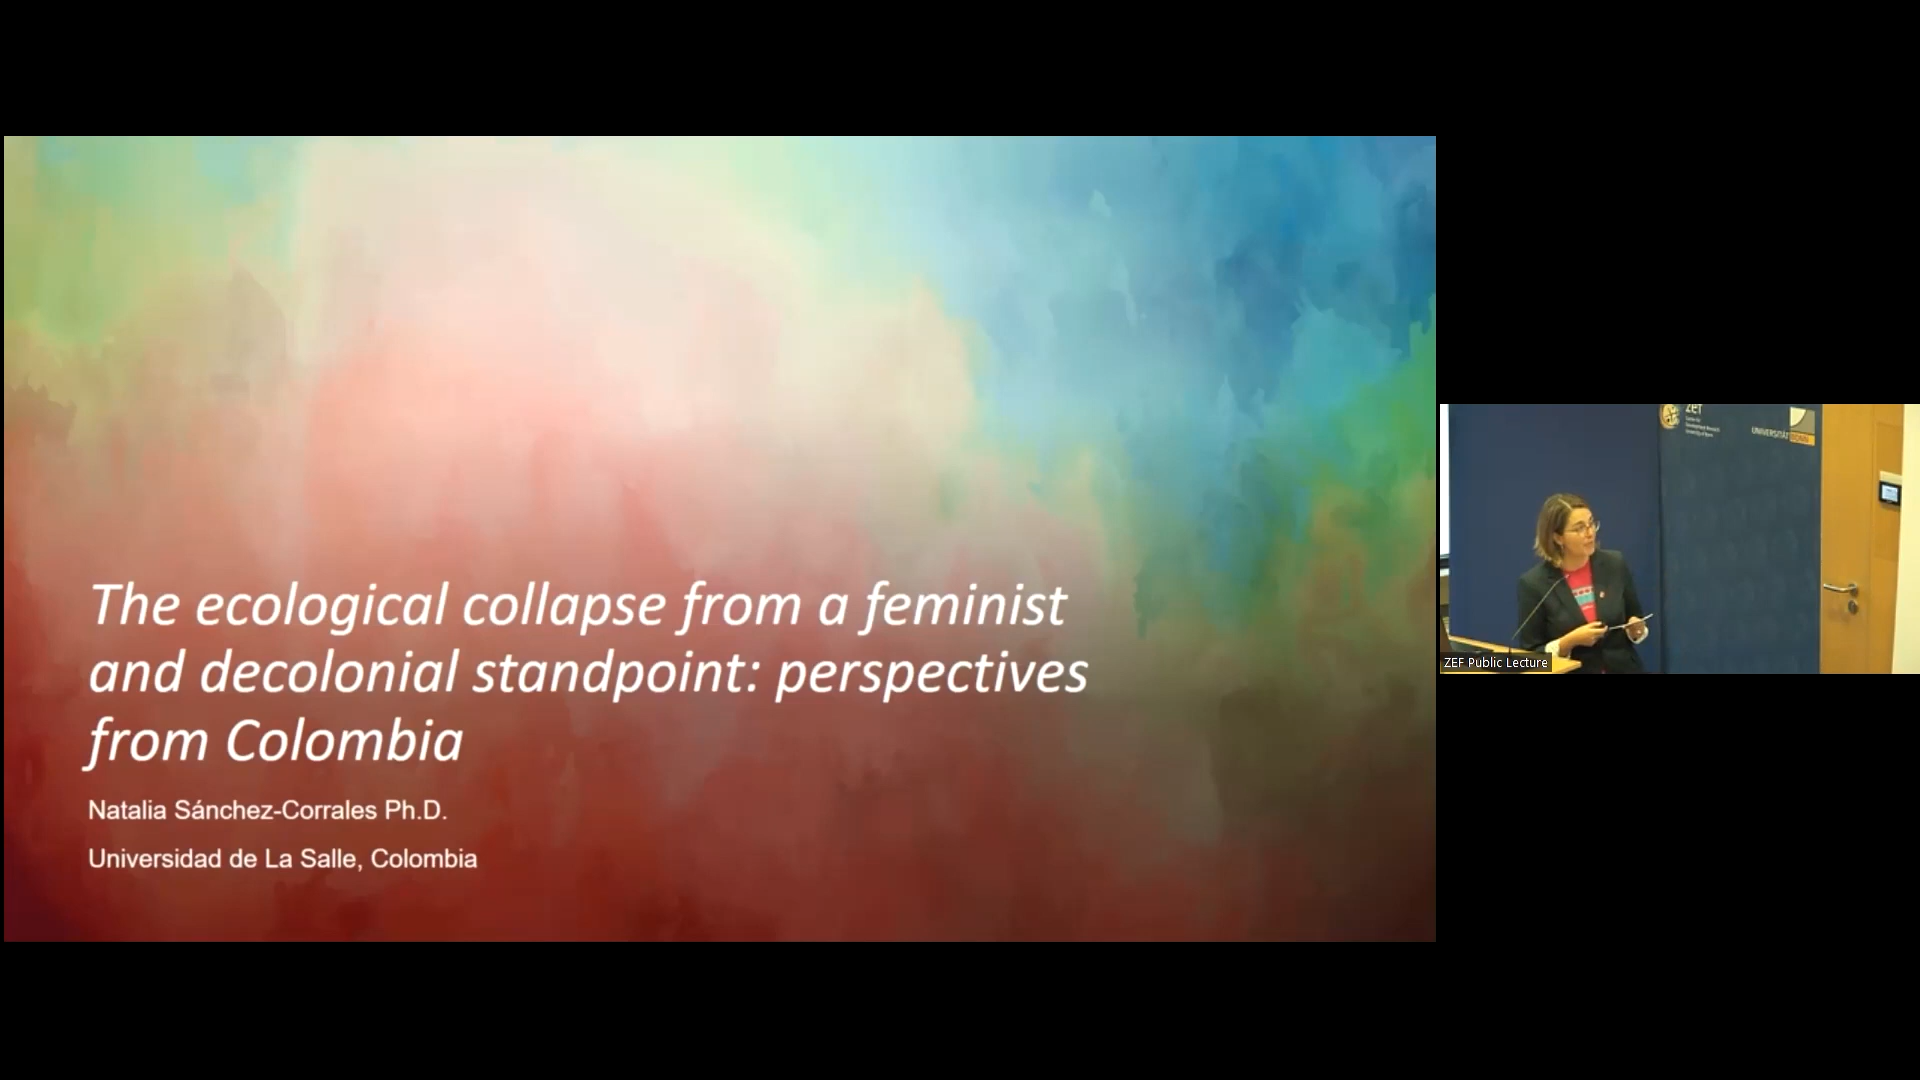 The ecological collapse from a feminist
and decolonial standpoint: perspectives
from Colombia
Natalia Sánchez-Corrales Ph.D.
Universidad de La Salle, Colombia
zef
UNIVERSITÄT BONN
ZEF Public Lecture